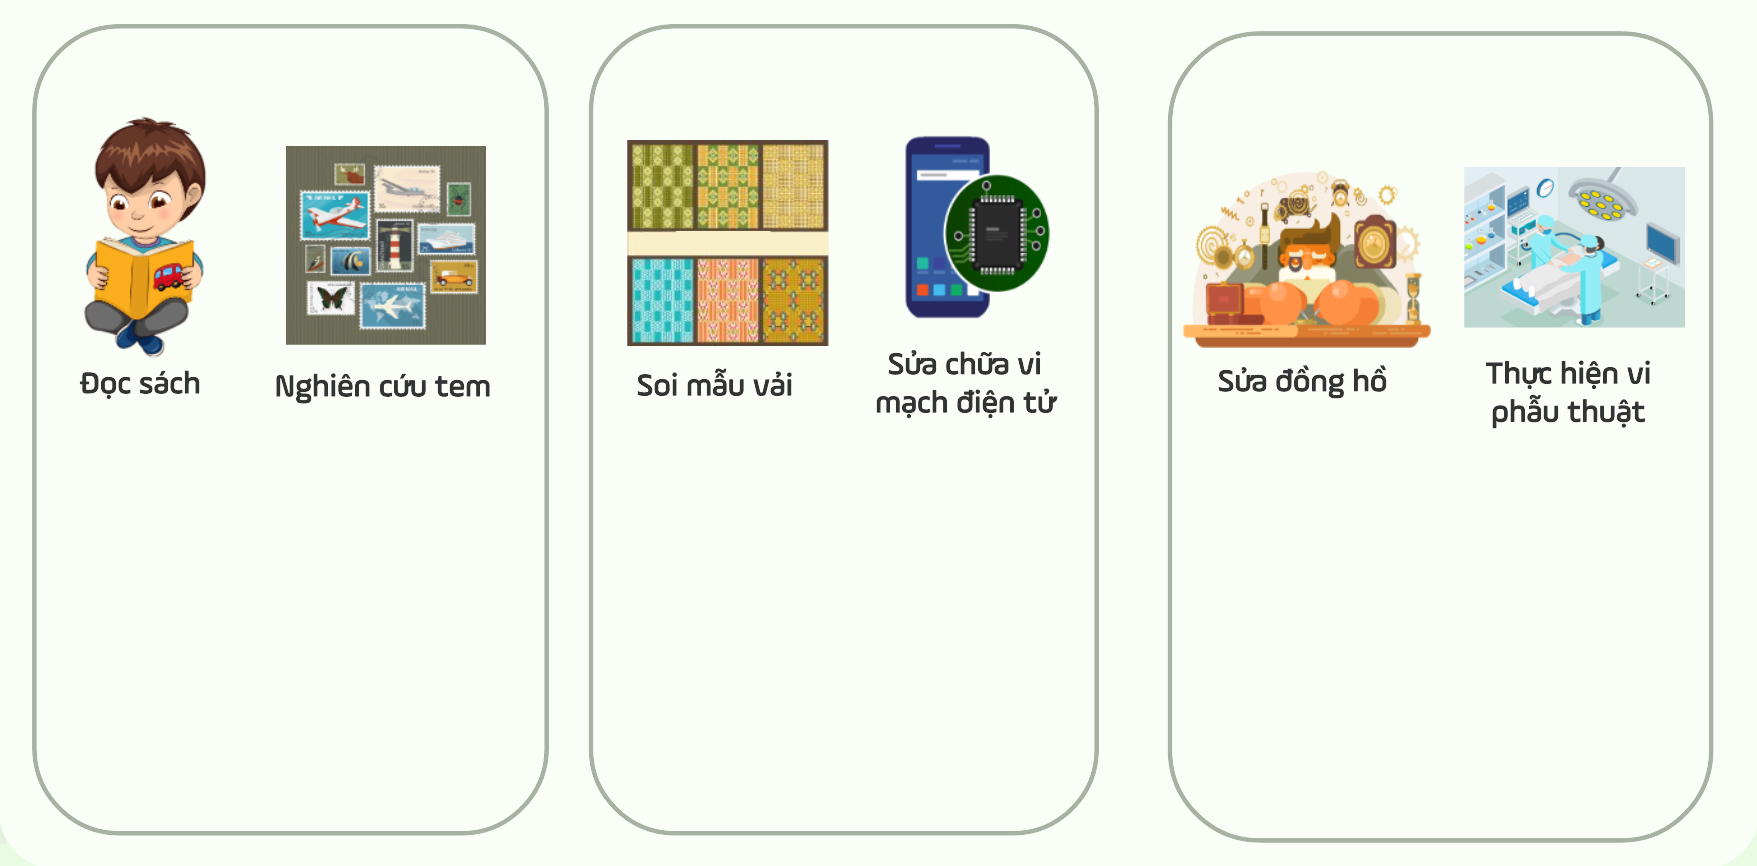 Đọc sách
Nghiên cứu tem
Soi mẫu vải
Sửa chữa vi
mạch điện tử
Sửa đồng hồ
Thực hiện vi
phẫu thuật